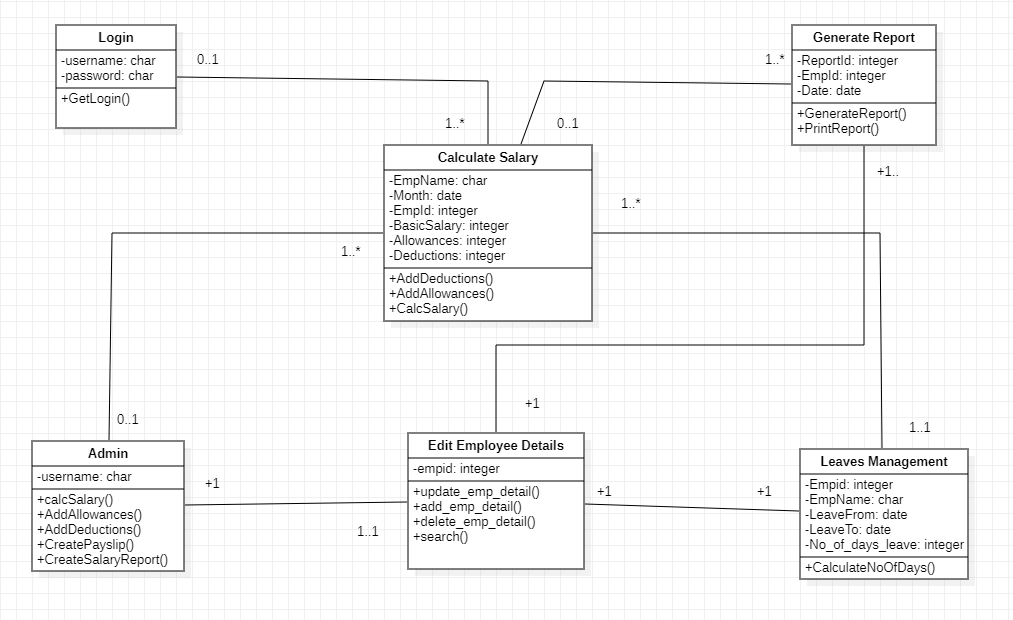 Login
-username: char
-password: char
+GetLogin()
0..1
1..*
Generate Report
-ReportId: integer
-EmpId: integer
-Date: date
+GenerateReport()
+PrintReport()
1..*
0..1
+1..
Calculate Salary
-EmpName: char
-Month: date
-EmpId: integer
-BasicSalary: integer
-Allowances: integer
-Deductions: integer
+AddDeductions()
+AddAllowances()
+CalcSalary()
1..*
1..*
0..1
+1
1..1
Admin
-username: char
+calcSalary()
+AddAllowances()
+AddDeductions()
+CreatePayslip()
+CreateSalaryReport()
+1
1..1
Edit Employee Details
-empid: integer
+update_emp_detail()
+add_emp_detail()
+delete_emp_detail()
+search()
+1
+1
Leaves Management
-Empid: integer
-EmpName: char
-LeaveFrom: date
-LeaveTo: date
-No_of_days_leave: integer
+CalculateNoOfDays()